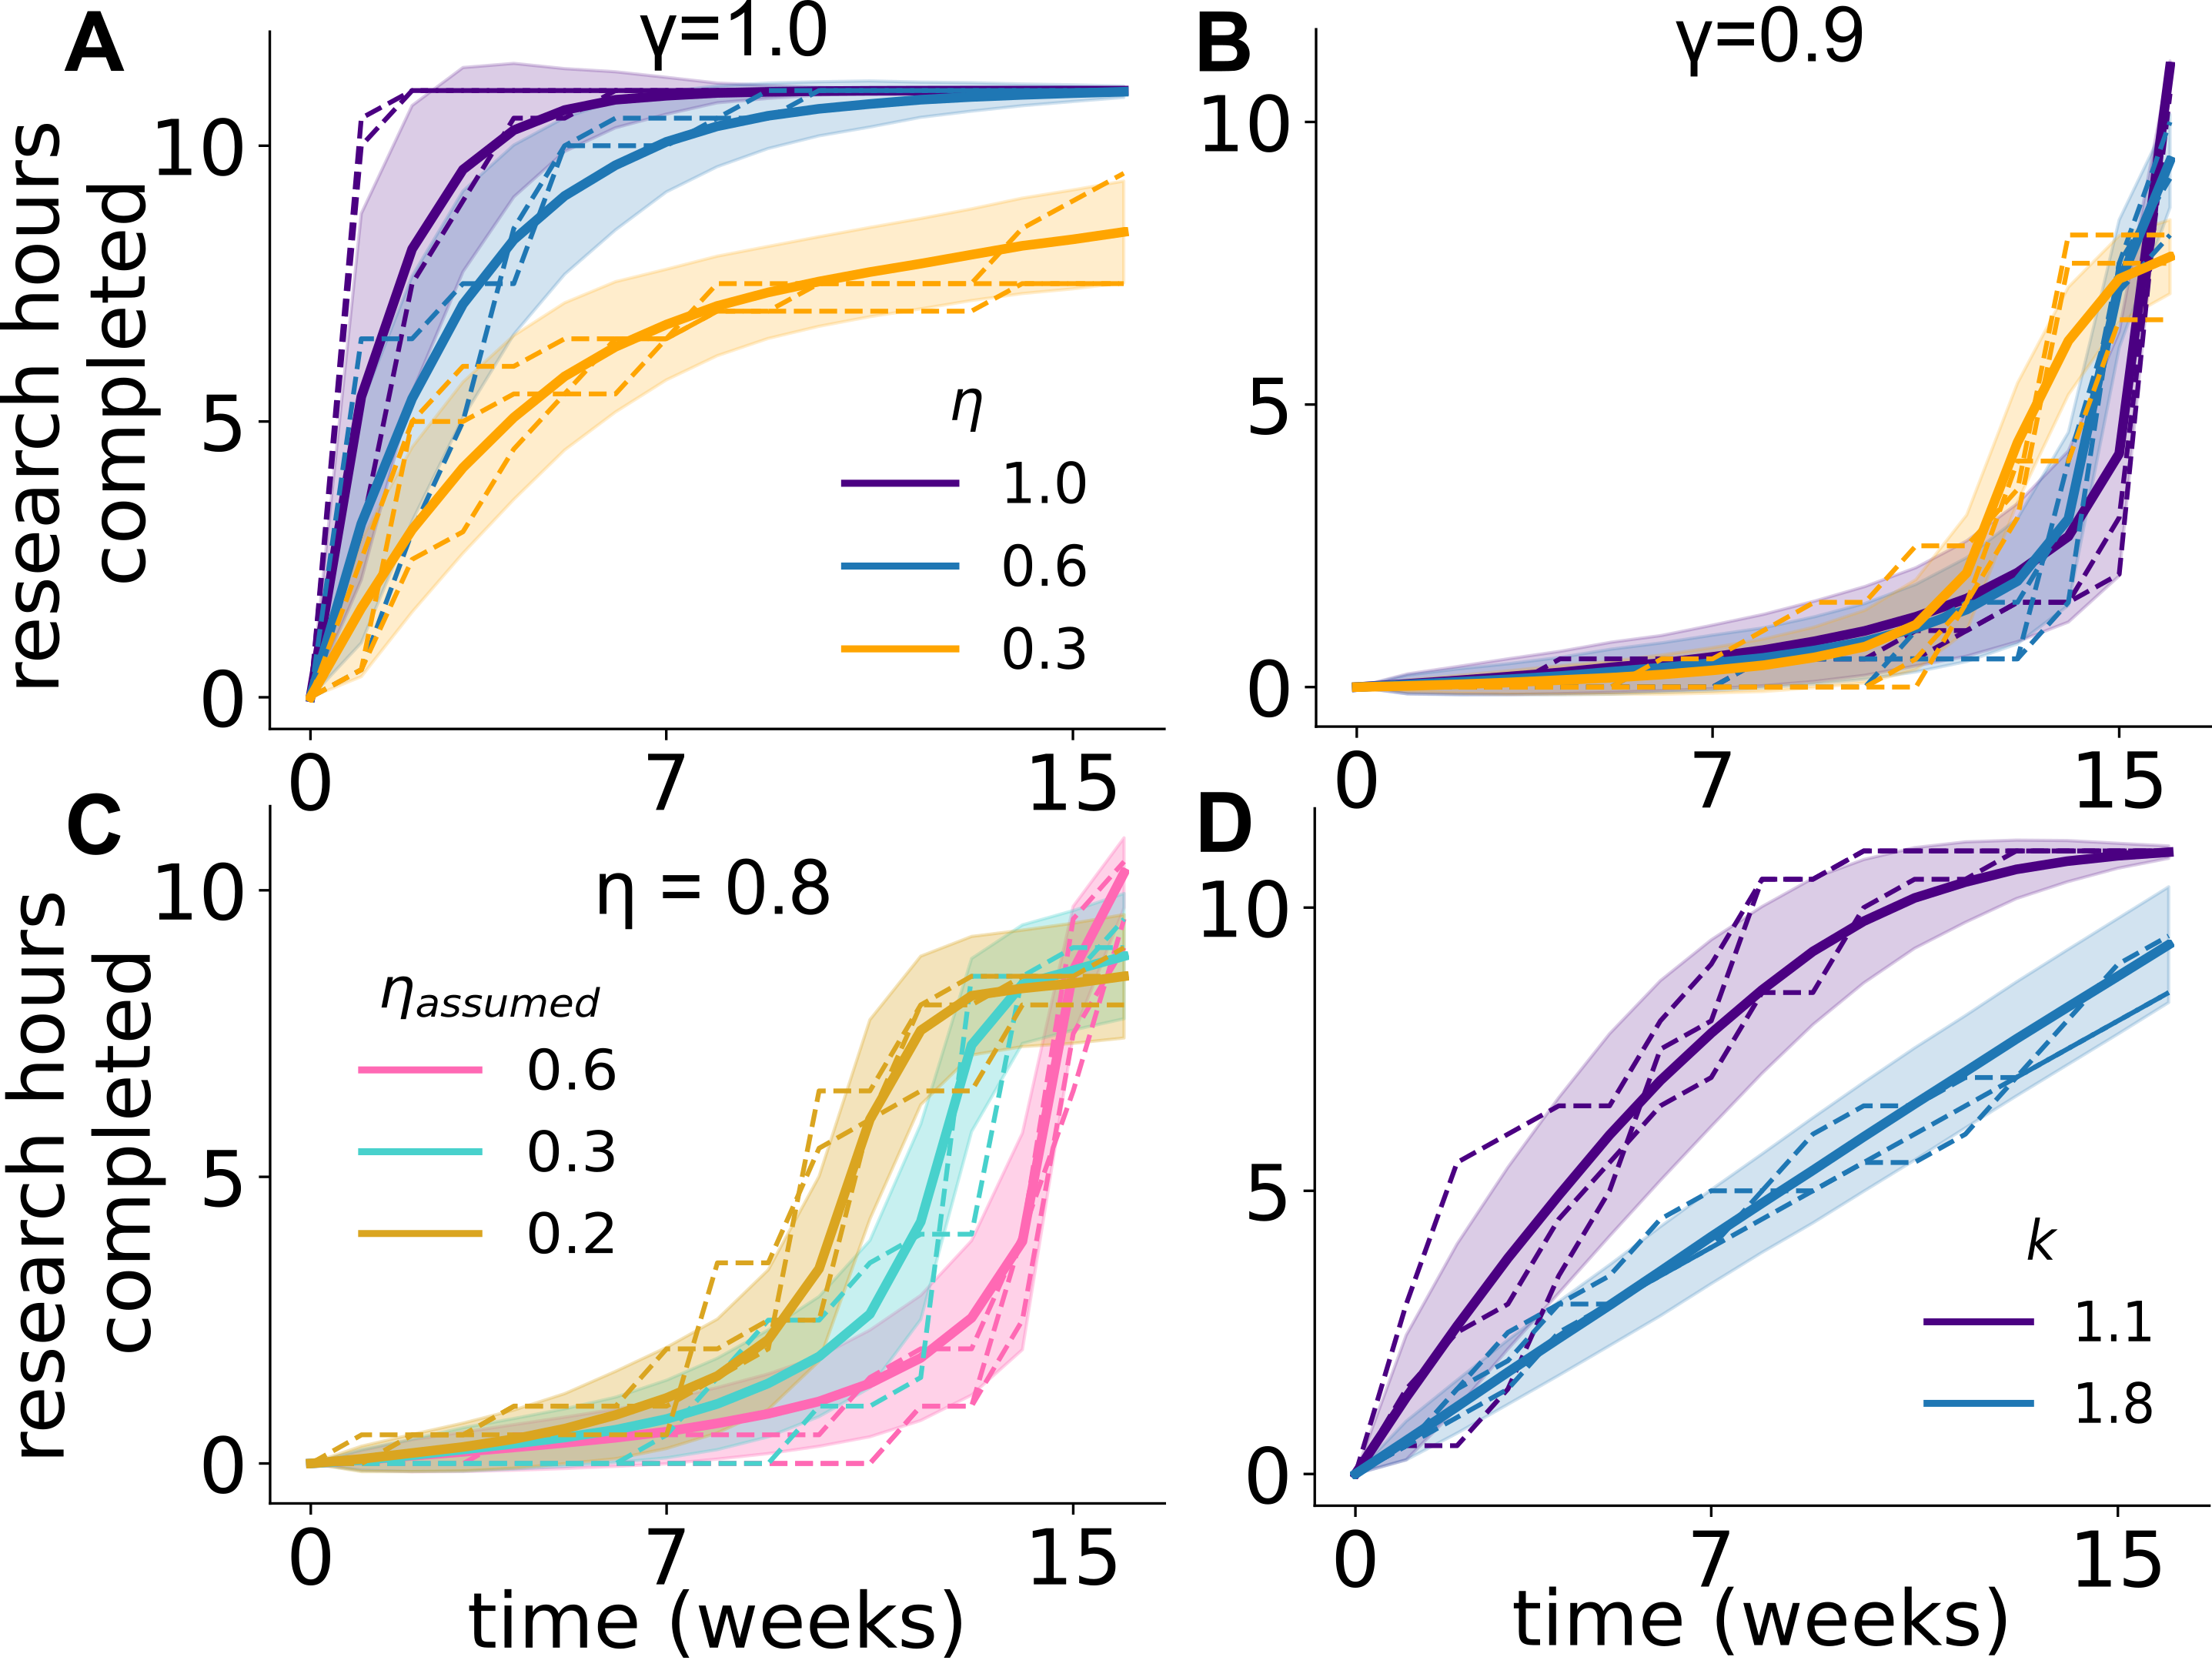 A
γ=1.0
research hours
completed
10
5
0
η
1.0
0.6
0.3
0
7
15
B
γ=0.9
10
5
0
0
7
15
C
η = 0.8
research hours
completed
10
5
0
ηassumed
0.6
0.3
0.2
0
7
15
time (weeks)
D
10
5
0
k
1.1
1.8
0
7
15
time (weeks)